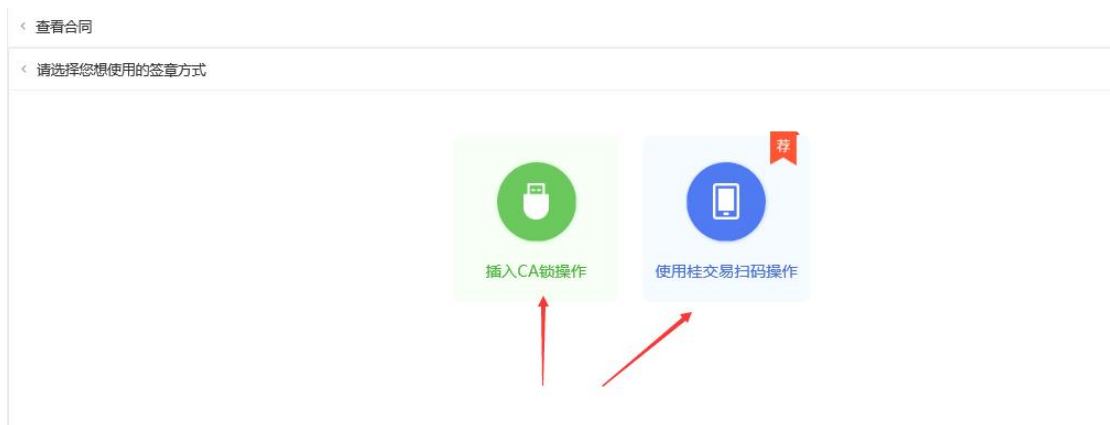 查看合同
请选择您想使用的签章方式
荐
插入CA锁操作
使用桂交易扫码操作